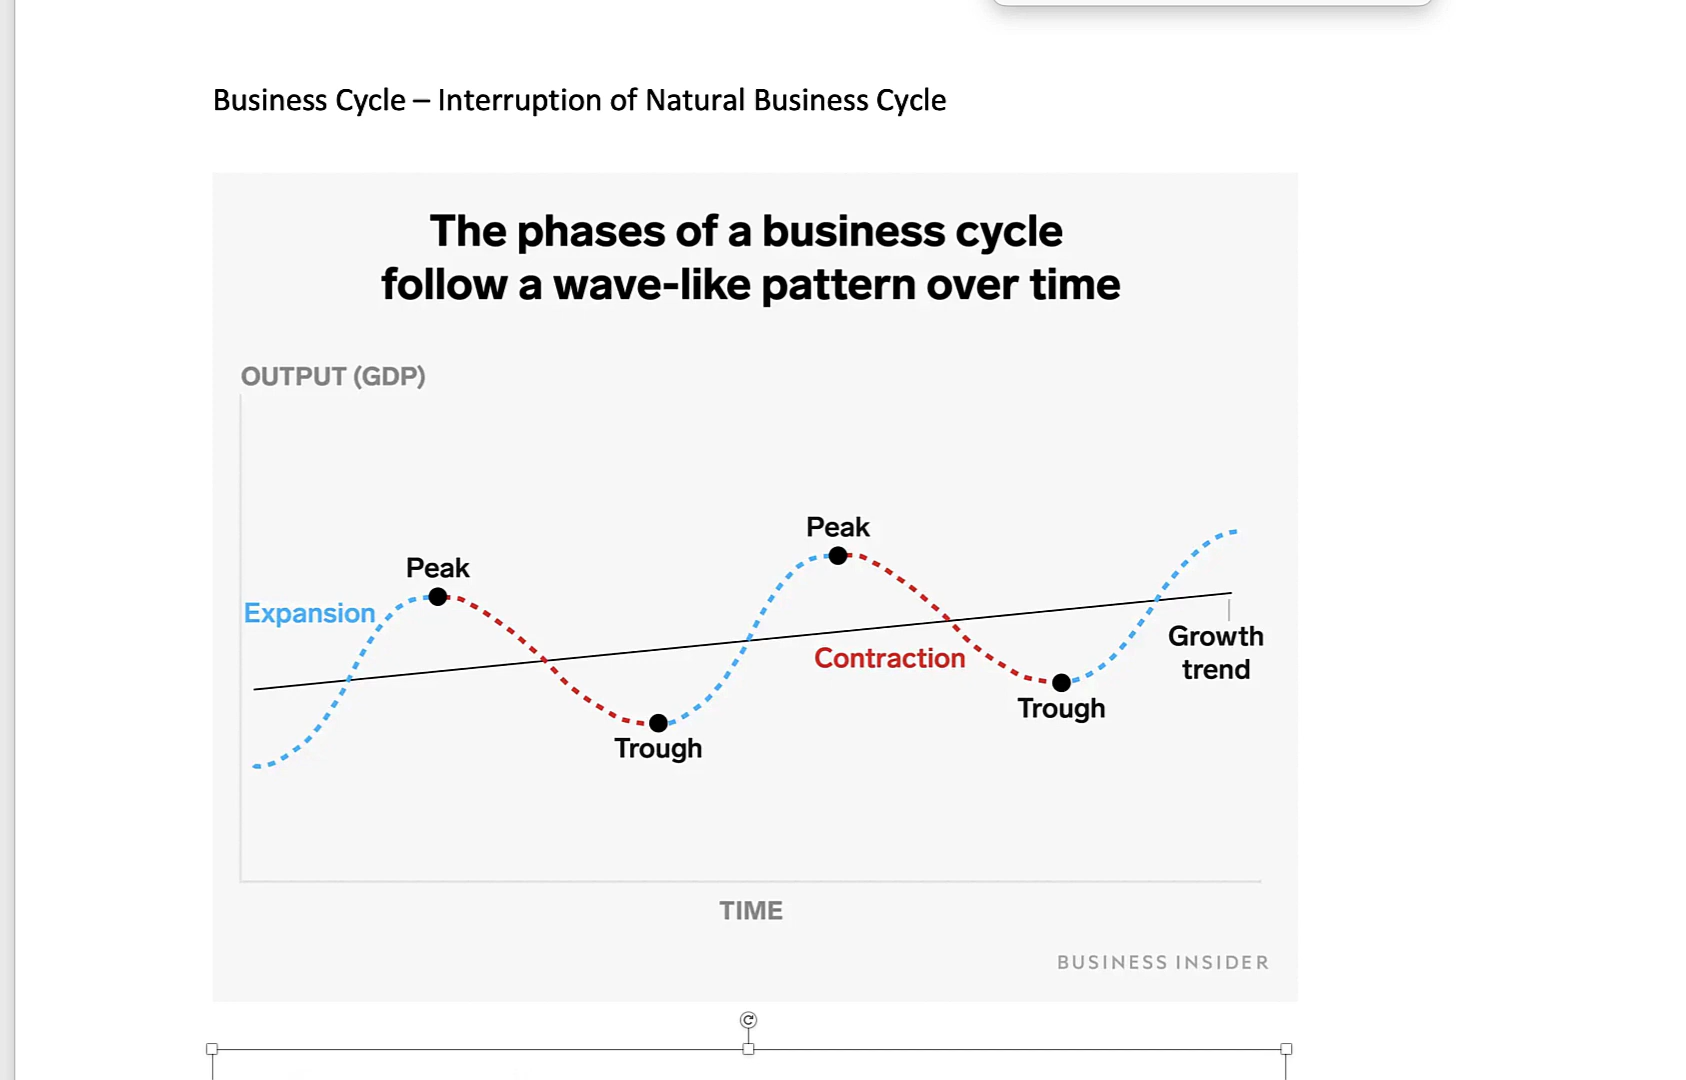 Business Cycle – Interruption of Natural Business Cycle
The phases of a business cycle
follow a wave-like pattern over time
OUTPUT (GDP)
Peak
Peak
Expansion
Contraction
Growth
trend
Trough
Trough
TIME
BUSINESS INSIDER